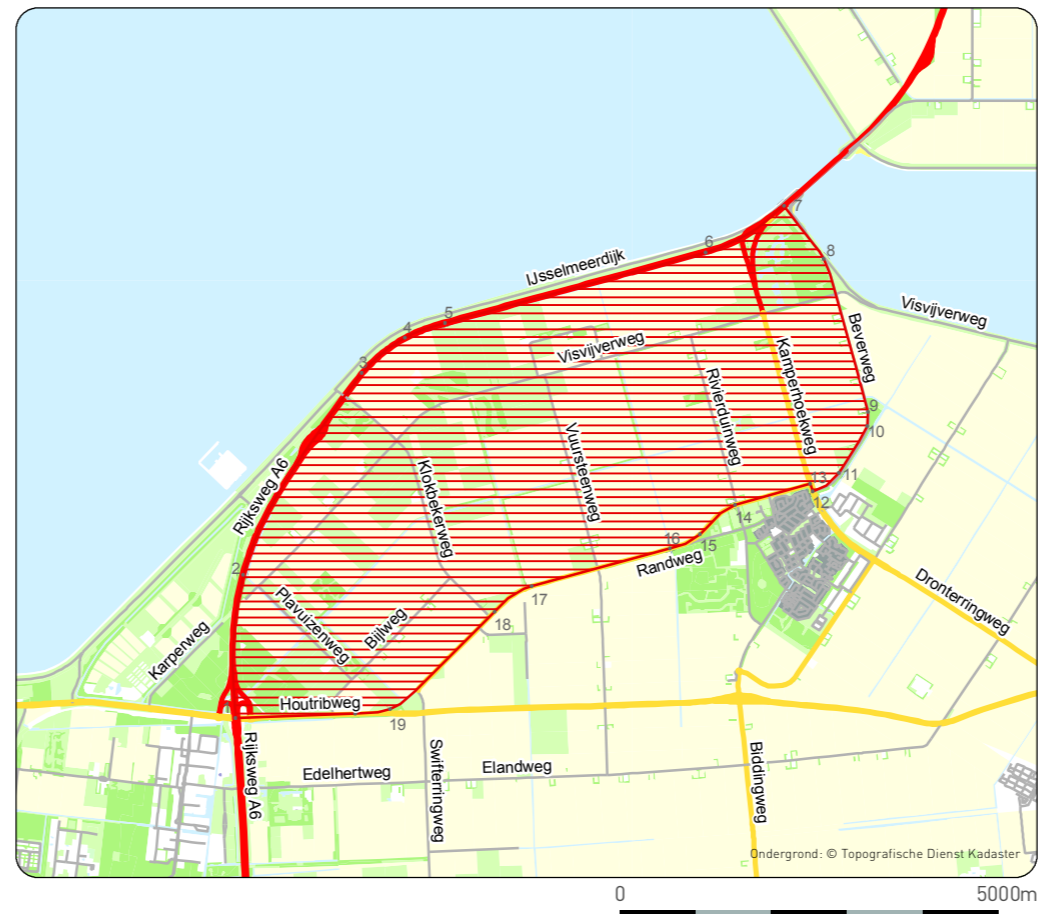 7
6
8
IJsselmeerdijk
Visvijverweg
5
4
Beverweg
Visvijverweg
Kamperhoekweg
3
Rivierduinweg
9
10
Vuursteenweg
Klokbekerweg
Rijksweg A6
11
13
12
14
16
15
Randweg
2
Dronterringweg
17
Plavuizenweg
Bijlweg
18
Karperweg
Houtribweg
19
Rijksweg A6
Swifterringweg
Biddingweg
Elandweg
Edelhertweg
Ondergrond: © Topografische Dienst Kadaster
0
5000m